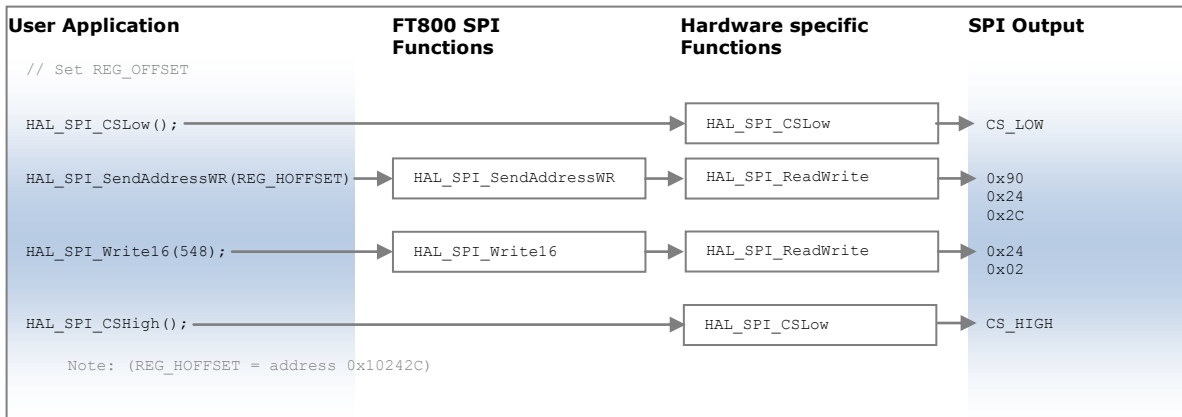 User Application
FT800 SPI
Functions
Hardware specific
Functions
SPI Output
// Set REG_OFFSET
HAL_SPI_CSLow();
HAL_SPI_CSLow
CS_LOW
HAL_SPI_SendAddressWR(REG_HOFFSET)
HAL_SPI_SendAddressWR
HAL_SPI_ReadWrite
0x90
0x24
0x2C
HAL_SPI_Write16(548);
HAL_SPI_Write16
HAL_SPI_ReadWrite
0x24
0x02
HAL_SPI_CSHigh();
HAL_SPI_CSLow
CS_HIGH
Note: (REG_HOFFSET = address 0x10242C)